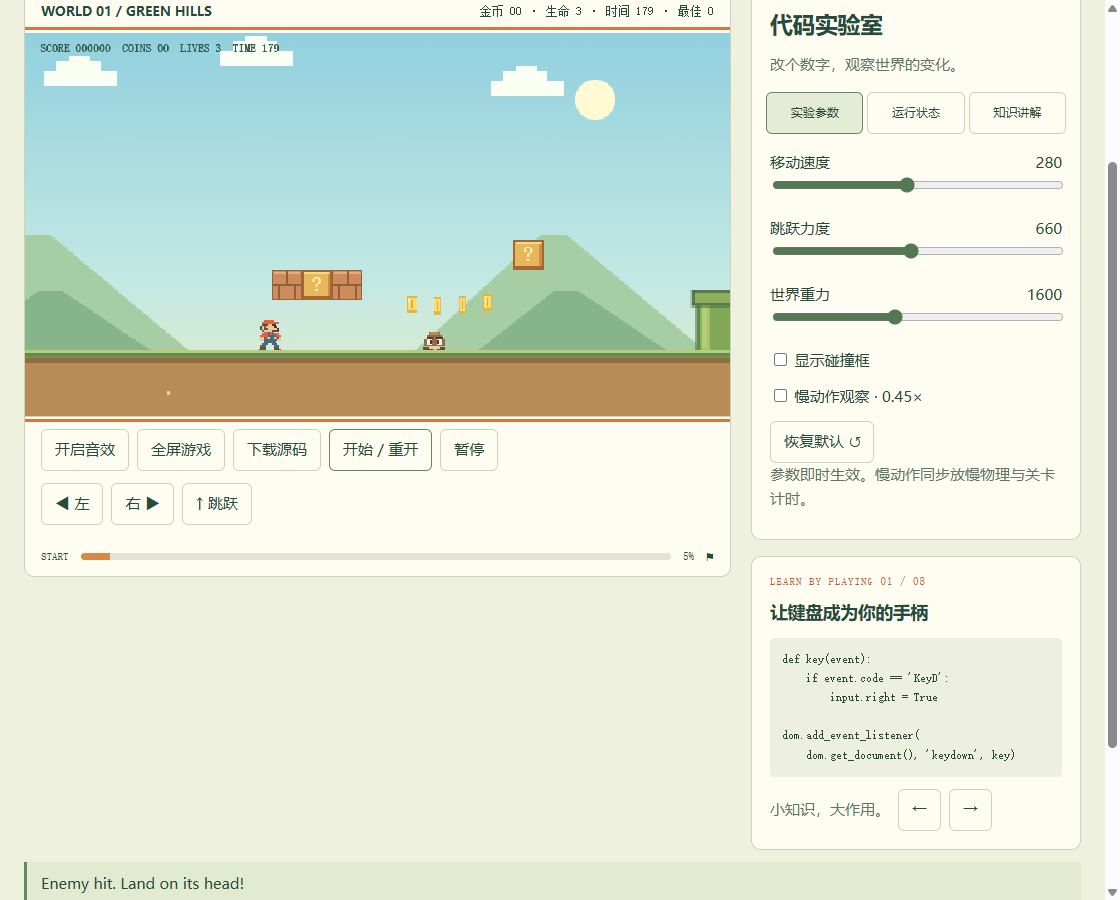 WORLD 01 / GREEN HILLS
金币 00 · 生命 3 · 时间 179 · 最佳 0
SCORE 000000 COINS 00 LIVES 3 TIME 179
?
?
开启音效
全屏游戏
下载源码
开始 / 重开
暂停
◀ 左
右 ▶
↑ 跳跃
START
5%
代码实验室
改个数字，观察世界的变化。
实验参数
运行状态
知识讲解
移动速度 280
跳跃力度 660
世界重力 1600
显示碰撞框
慢动作观察 · 0.45×
恢复默认 ↺
参数即时生效。慢动作同步放慢物理与关卡
计时。
LEARN BY PLAYING 01 / 08
让键盘成为你的手柄
def key(event):
    if event.code == 'KeyD':
        input.right = True
dom.add_event_listener(
    dom.get_document(), 'keydown', key)
小知识，大作用。
←
→
Enemy hit. Land on its head!